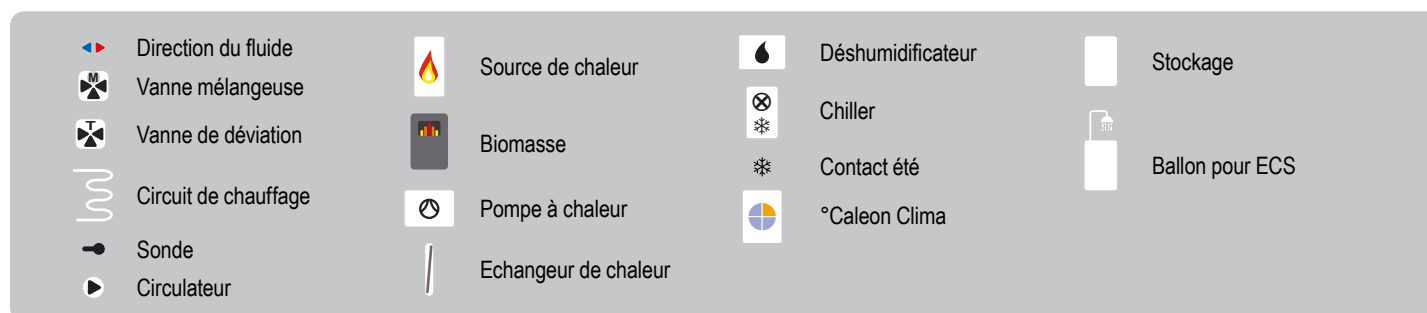 Direction du fluide
M
Vanne mélangeuse
T
Vanne de déviation
Circuit de chauffage
Sonde
Circulateur
Source de chaleur
Biomasse
Pompe à chaleur
Echangeur de chaleur
Déshumidificateur
Chiller
Contact été
°Caleon Clima
Stockage
Ballon pour ECS